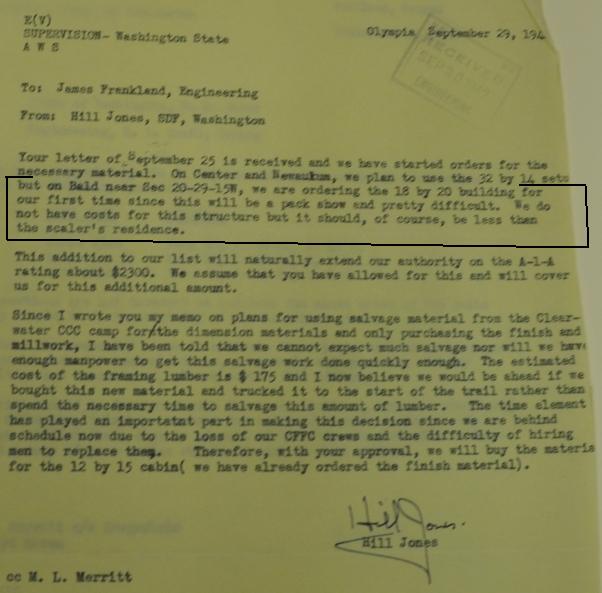 E(V)
SUPERVISION- Washington State
A W S
Olympia September 29, 194
RECEIVED
To: James Frankland, Engineering
From: Hill Jones, SDF, Washington
Your letter of September 25 is received and we have started orders for the
necessary material. On Center and Newaukum, we plan to use the 32 by 14 sets
but on Bald near Sec 20-29-15W, we are ordering the 18 by 20 building for
our first time since this will be a pack show and pretty difficult. We do
not have costs for this structure but it should, of course, be less than
the scaler's residence.
This addition to our list will naturally extend our authority on the A-1-A
rating about $2300. We assume that you have allowed for this and will cover
us for this additional amount.
Since I wrote you my memo on plans for using salvage material from the Clear-
water CCC camp for/the dimension materials and only purchasing the finish and
millwork, I have been told that we cannot expect much salvage nor will we have
enough manpower to get this salvage work done quickly enough. The estimated
cost of the framing lumber is $ 175 and I now believe we would be ahead if we
bought this new material and trucked it to the start of the trail rather than
spend the necessary time to salvage this amount of lumber. The time element
has played an importatnt part in making this decision since we are behind
schedule now due to the loss of our CFFC crews and the difficulty of hiring
men to replace them. Therefore, with your approval, we will buy the materia
for the 12 by 15 cabin( we have already ordered the finish material).
Hill Jones.
Hill Jones
cc M. L. Merritt